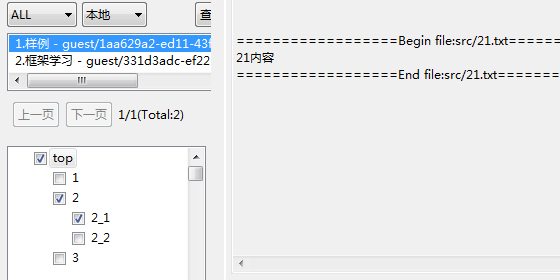 ALL 本地
1.样例 - guest/1aa629a2-ed11-43
2.框架学习 - guest/331d3adc-ef22
上一页 下一页 1/1(Total:2)
top
1
2
2_1
2_2
3
==================Begin file:src/21.txt======
21内容
==================End file:src/21.txt=======